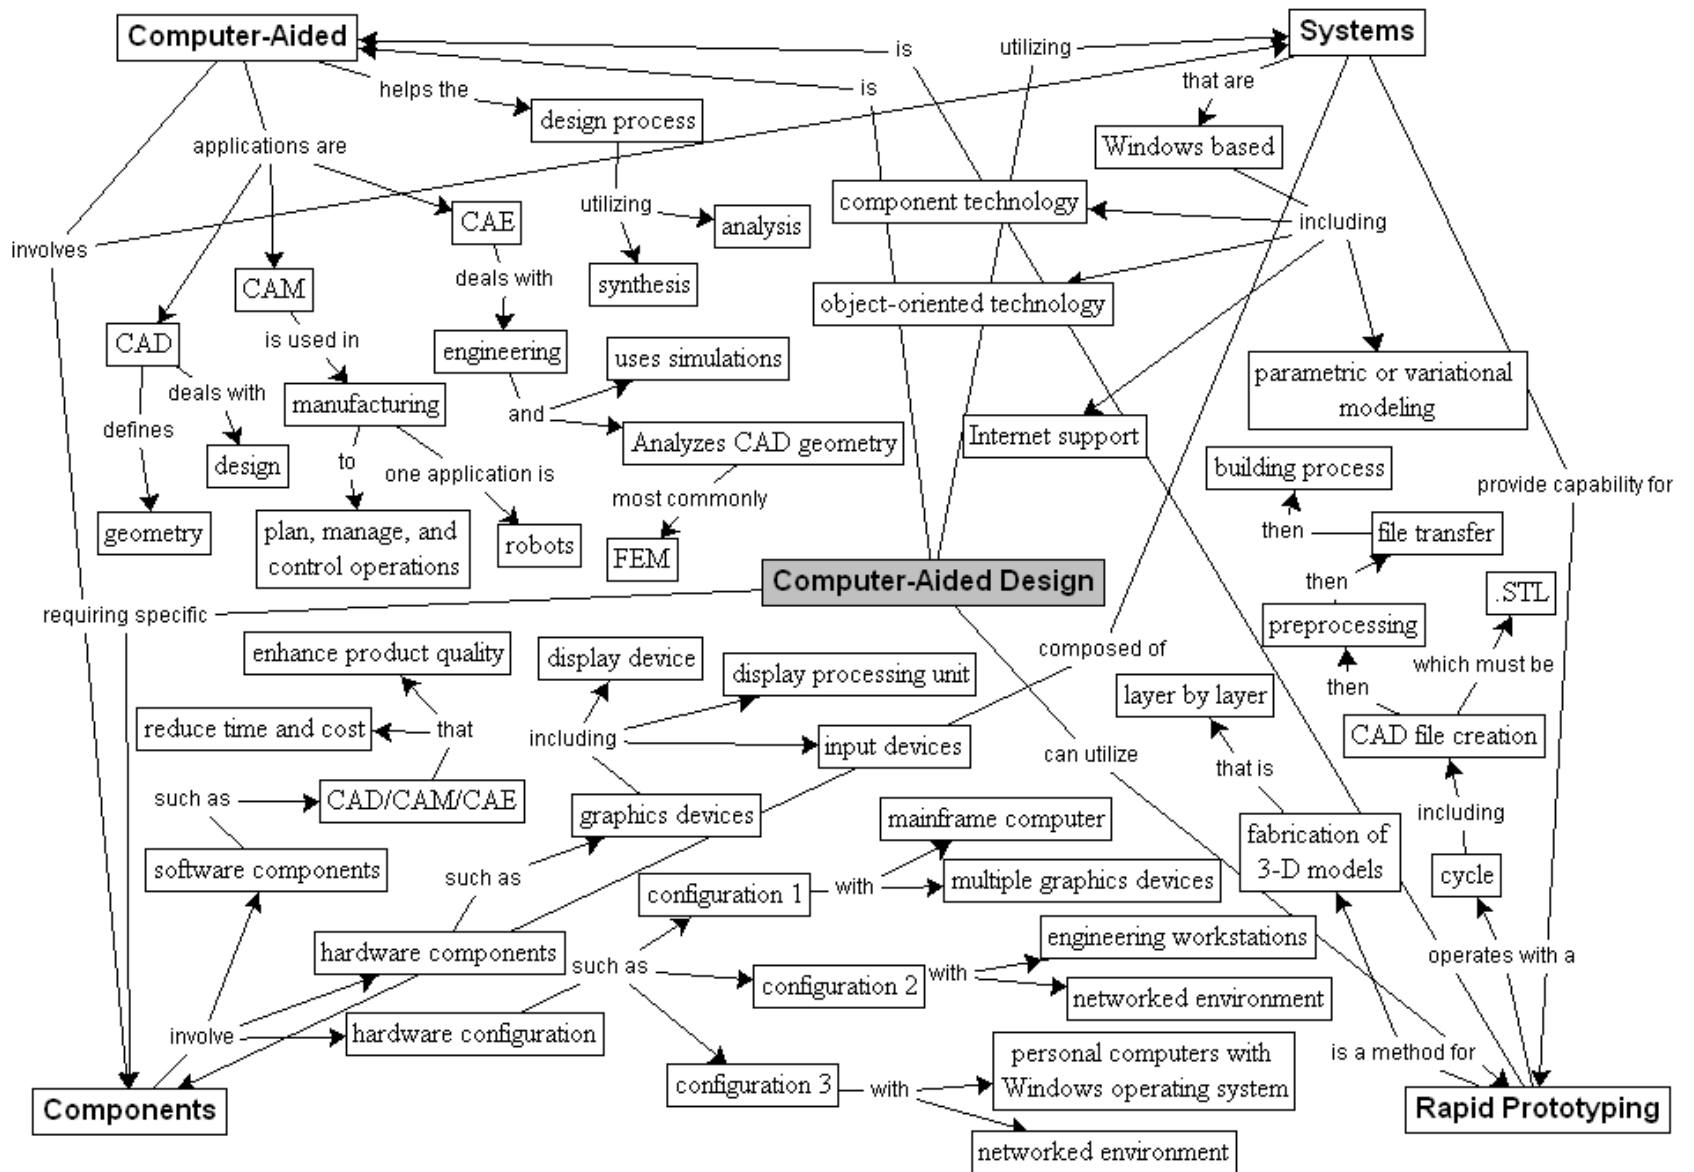 Computer-Aided
Systems
is
utilizing
is
that are
helps the
design process
Windows based
applications are
utilizing
component technology
CAE
analysis
including
involves
deals with
synthesis
CAM
object-oriented technology
is used in
CAD
engineering
uses simulations
parametric or variational
modeling
deals with
manufacturing
and
defines
Analyzes CAD geometry
Internet support
design
to
one application is
building process
most commonly
provide capability for
geometry
plan, manage, and
control operations
robots
FEM
then
file transfer
Computer-Aided Design
then
.STL
requiring specific
preprocessing
enhance product quality
display device
composed of
which must be
display processing unit
layer by layer
then
reduce time and cost
that
including
input devices
can utilize
CAD file creation
that is
such as
CAD/CAM/CAE
graphics devices
mainframe computer
including
fabrication of
3-D models
software components
such as
configuration 1
with
multiple graphics devices
cycle
hardware components
such as
engineering workstations
configuration 2
with
operates with a
networked environment
involve
hardware configuration
personal computers with
Windows operating system
is a method for
configuration 3
with
Components
Rapid Prototyping
networked environment